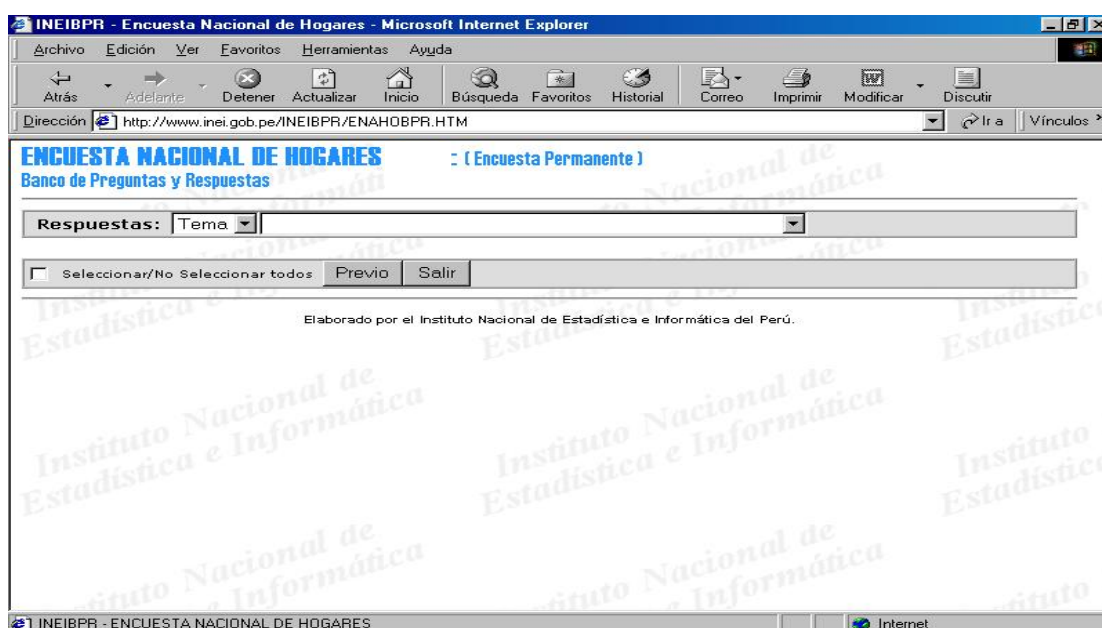 INEIBPR - Encuesta Nacional de Hogares - Microsoft Internet Explorer
Archivo Edición Ver Favoritos Herramientas Ayuda
Atrás Adelante Detener Actualizar Inicio Búsqueda Favoritos Historial Correo Imprimir Modificar Discutir
Dirección http://www.inei.gob.pe/INEIBPR/ENAHOBPR.HTM Ir a Vínculos »
ENCUESTA NACIONAL DE HOGARES : ( Encuesta Permanente )
Banco de Preguntas y Respuestas
Respuestas: Tema
Seleccionar/No Seleccionar todos Previo Salir
Elaborado por el Instituto Nacional de Estadística e Informática del Perú.
Instituto Nacional de
Estadística e Informática
Instituto Nacional de
Estadística e Informática
Instituto
Estadística
INEIBPR - ENCUESTA NACIONAL DE HOGARES Internet